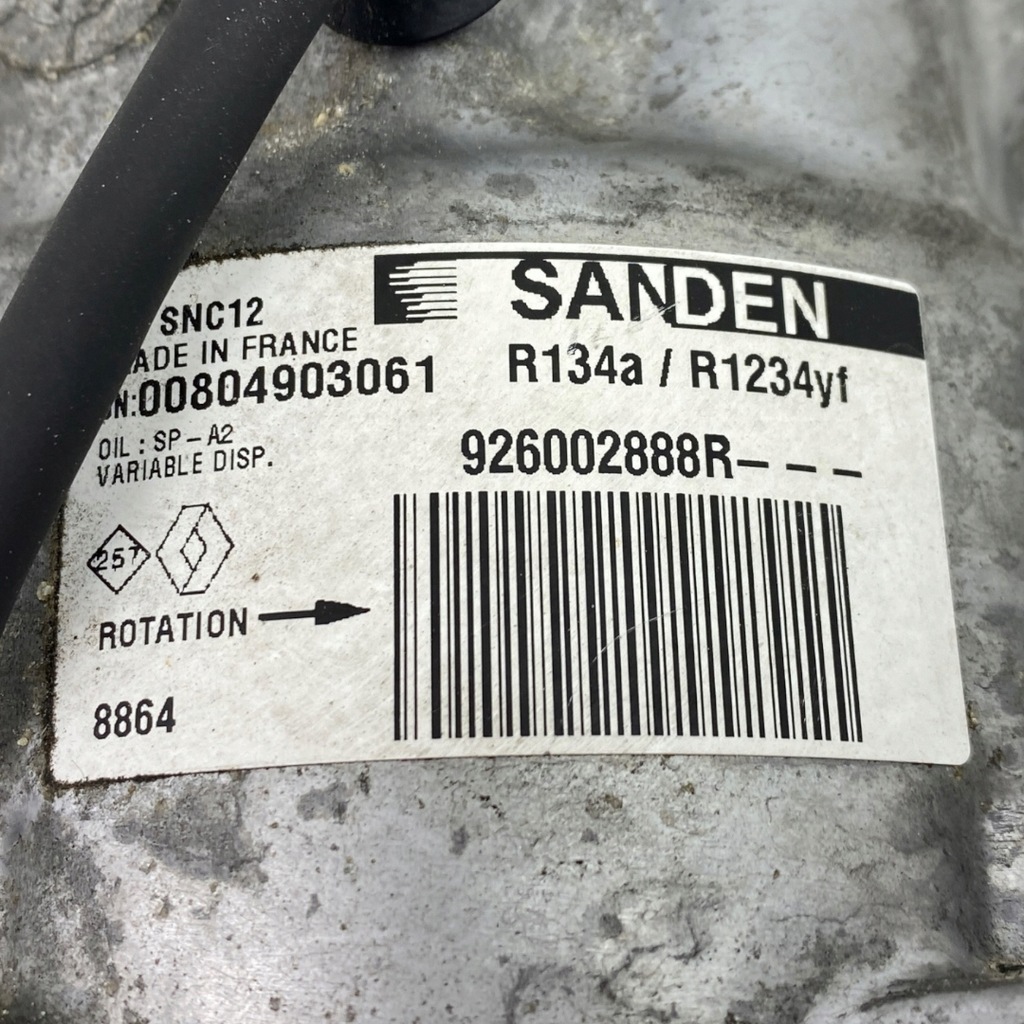 SANDEN
SNC12
ADE IN FRANCE
N:00804903061
R134a / R1234yf
OIL : SP-A2
VARIABLE DISP.
926002888R---
257
ROTATION
8864